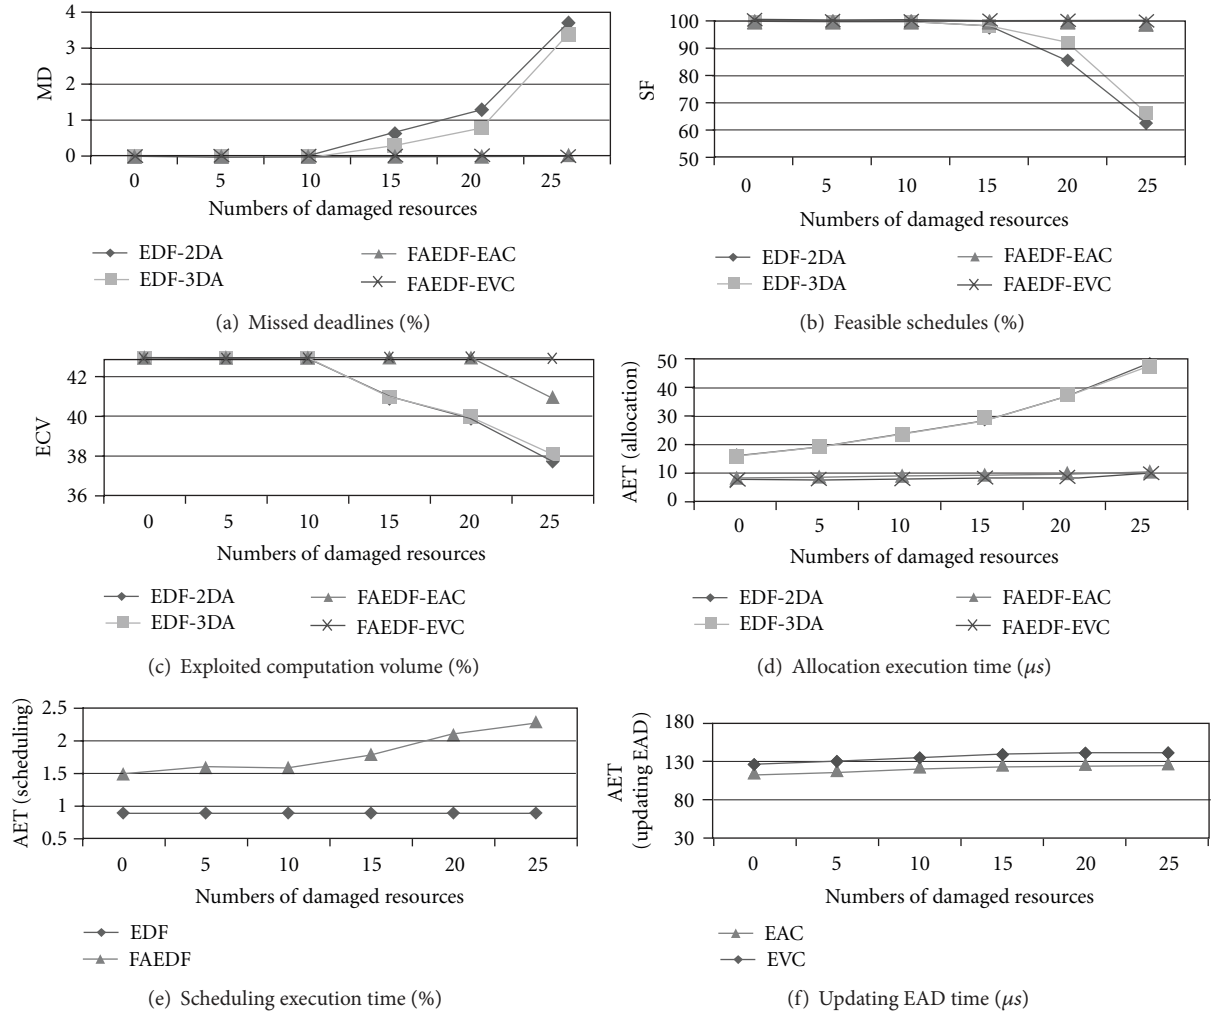 4
3
2
1
0
MD
0 5 10 15 20 25
Numbers of damaged resources
EDF-2DA
EDF-3DA
FAEDF-EAC
FAEDF-EVC
(a) Missed deadlines (%)
100
90
80
70
60
50
SF
0 5 10 15 20 25
Numbers of damaged resources
EDF-2DA
EDF-3DA
FAEDF-EAC
FAEDF-EVC
(b) Feasible schedules (%)
42
40
38
36
ECV
0 5 10 15 20 25
Numbers of damaged resources
EDF-2DA
EDF-3DA
FAEDF-EAC
FAEDF-EVC
(c) Exploited computation volume (%)
50
40
30
20
10
0
AET (allocation)
0 5 10 15 20 25
Numbers of damaged resources
EDF-2DA
EDF-3DA
FAEDF-EAC
FAEDF-EVC
(d) Allocation execution time (μs)
2.5
2
1.5
1
0.5
AET (scheduling)
0 5 10 15 20 25
Numbers of damaged resources
EDF
FAEDF
(e) Scheduling execution time (%)
180
130
80
30
AET
(updating EAD)
0 5 10 15 20 25
Numbers of damaged resources
EAC
EVC
(f) Updating EAD time (μs)